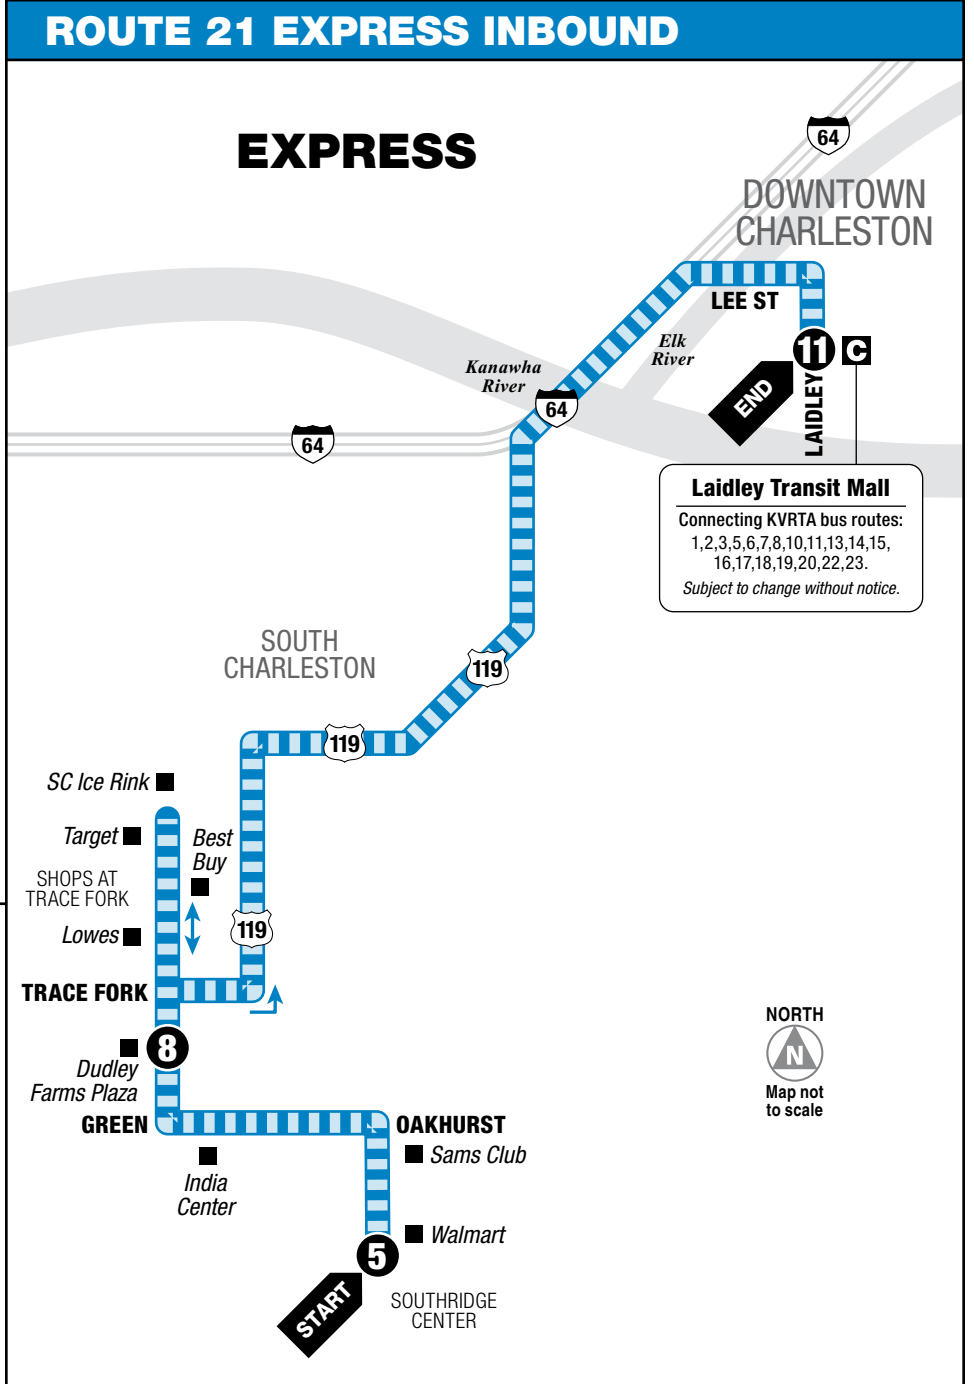 ROUTE 21 EXPRESS INBOUND
EXPRESS
64
DOWNTOWN
CHARLESTON
LEE ST
Elk
River
11
C
Kanawha
River
END
LAIDLEY
64
64
Laidley Transit Mall
Connecting KVRTA bus routes:
1,2,3,5,6,7,8,10,11,13,14,15,
16,17,18,19,20,22,23.
Subject to change without notice.
SOUTH
CHARLESTON
119
119
SC Ice Rink
Target
Best
Buy
SHOPS AT
TRACE FORK
Lowes
119
TRACE FORK
NORTH
N
Map not
to scale
8
Dudley
Farms Plaza
GREEN
OAKHURST
Sams Club
India
Center
Walmart
5
START
SOUTHRIDGE
CENTER